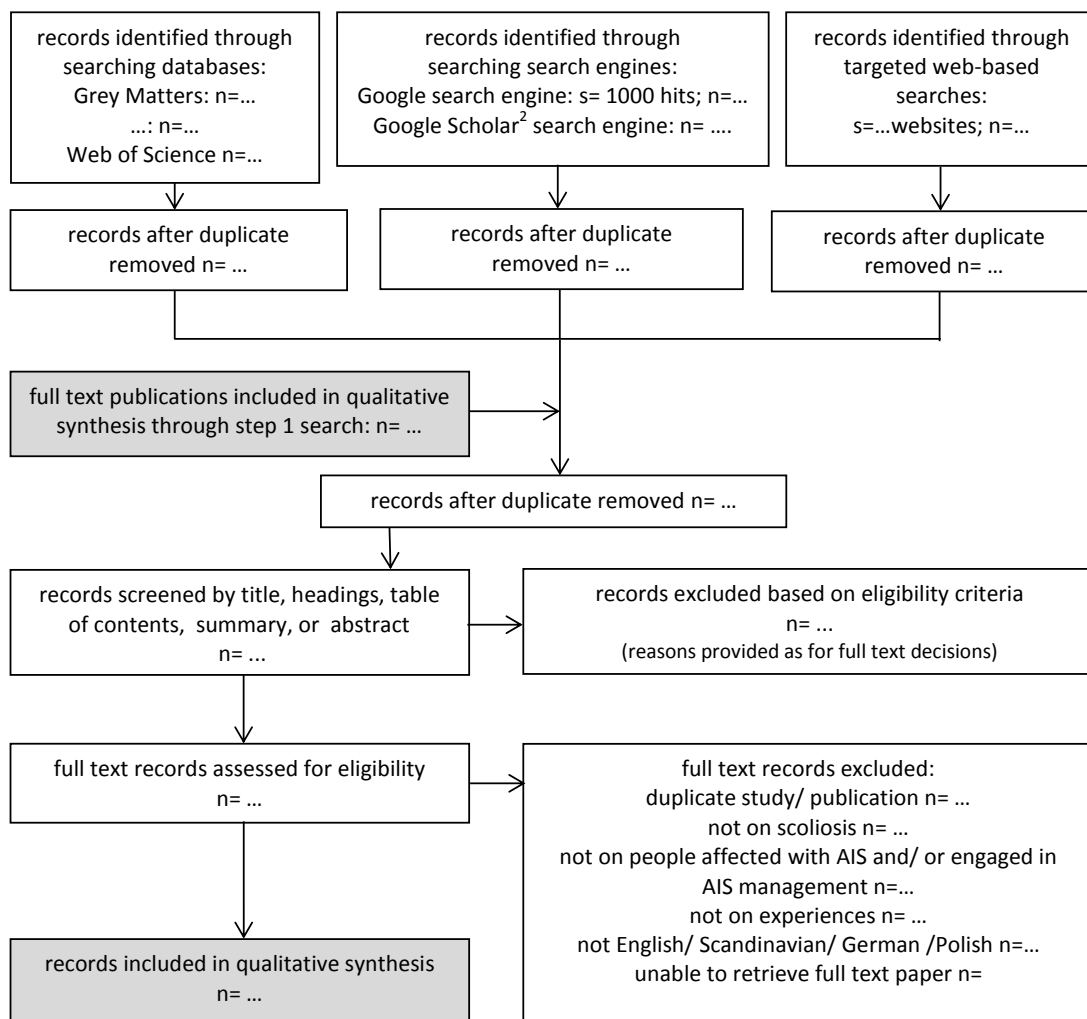 records identified through
searching databases:
Grey Matters: n=…
…: n=…
Web of Science n=…
records identified through
searching search engines:
Google search engine: s= 1000 hits; n=…
Google Scholar² search engine: n= ….
records identified through
targeted web-based
searches:
s=…websites; n=…
records after duplicate
removed n= …
records after duplicate
removed n= …
records after duplicate
removed n= …
full text publications included in qualitative
synthesis through step 1 search: n= …
records after duplicate removed n= …
records screened by title, headings, table
of contents, summary, or abstract
n= …
records excluded based on eligibility criteria
n= …
(reasons provided as for full text decisions)
full text records assessed for eligibility
n= …
full text records excluded:
duplicate study/ publication n= …
not on scoliosis n= …
not on people affected with AIS and/ or engaged in
AIS management n=…
not on experiences n= …
not English/ Scandinavian/ German /Polish n=…
unable to retrieve full text paper n=
records included in qualitative synthesis
n= …